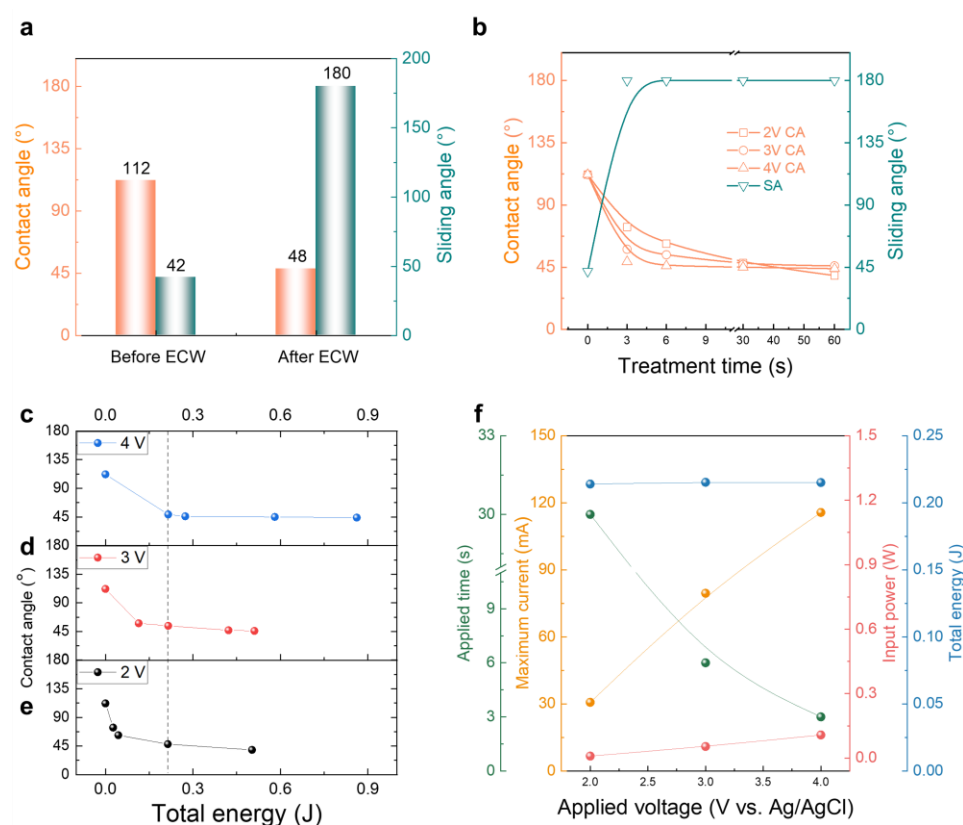 a
Contact angle (°)
180
135
90
45
0
112
42
48
180
Before ECW
After ECW
200
150
100
50
0
Sliding angle (°)
b
Contact angle (°)
180
135
90
45
0
2V CA
3V CA
4V CA
SA
180
135
90
45
0
Sliding angle (°)
0 3 6 9 30 40 50 60
Treatment time (s)
c
0.0 0.3 0.6 0.9
180
135
90
45
4 V
d
180
135
90
45
3 V
e
180
135
90
45
0
2 V
Contact angle (°)
0.0 0.3 0.6 0.9
Total energy (J)
f
Applied time (s)
33
30
9
6
3
0
Maximum current (mA)
150
120
90
60
30
0
1.5
1.2
0.9
0.6
0.3
0.0
Input power (W)
0.25
0.20
0.15
0.10
0.05
0.00
Total energy (J)
2.0 2.5 3.0 3.5 4.0
Applied voltage (V vs. Ag/AgCl)